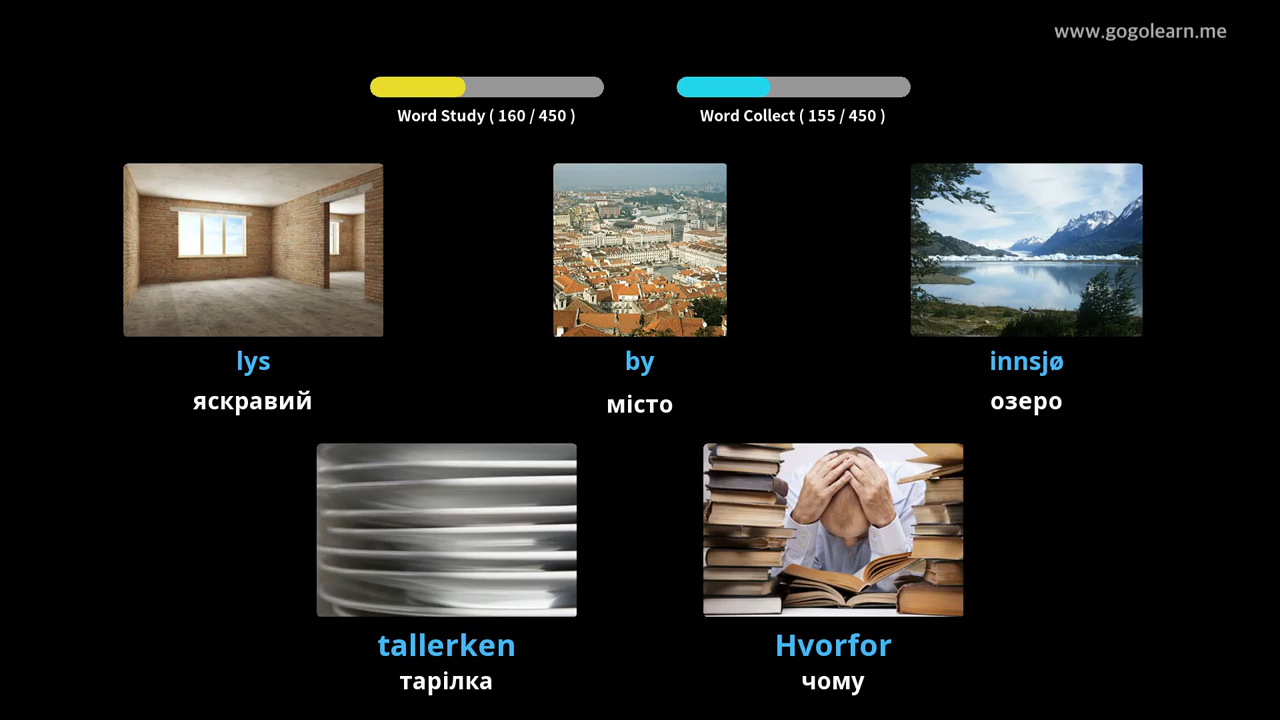 www.gogolearn.me
Word Study ( 160 / 450 )
Word Collect ( 155 / 450 )
lys
яскравий
by
місто
innsjø
озеро
tallerken
тарілка
Hvorfor
чому